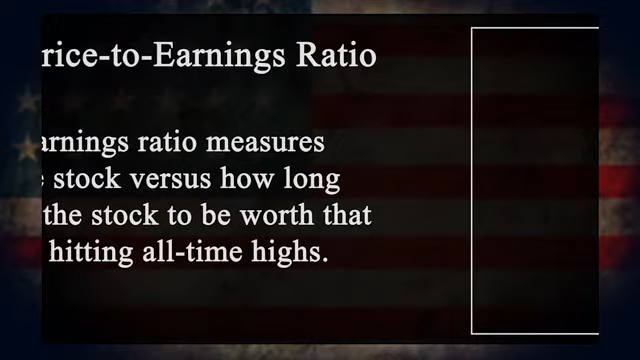 rice-to-Earnings Ratio
arnings ratio measures
stock versus how long
the stock to be worth that
hitting all-time highs.